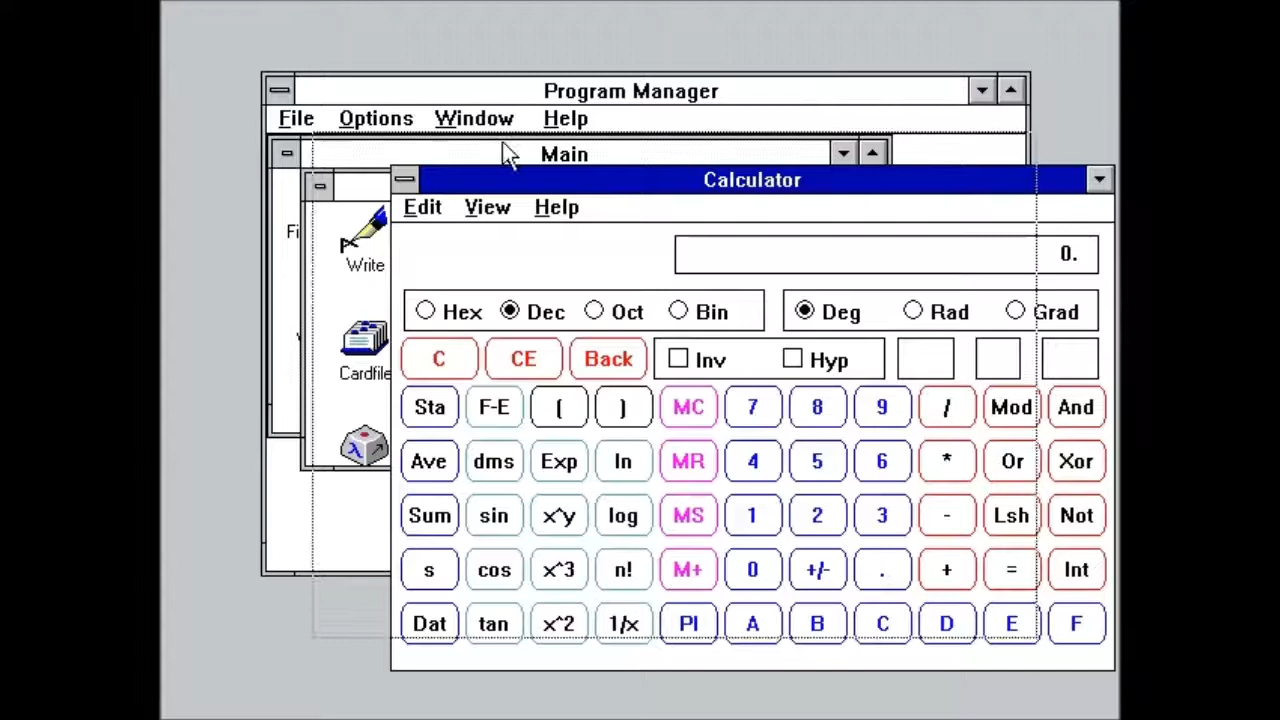 Program Manager
File Options Window Help
Main
Calculator
Edit View Help
Fi
Write
0.
Hex Dec Oct Bin Deg Rad Grad
C CE Back Inv Hyp
Cardfile
Sta F-E ( ) MC 7 8 9 / Mod And
Ave dms Exp ln MR 4 5 6 * Or Xor
Sum sin x^y log MS 1 2 3 - Lsh Not
s cos x^3 n! M+ 0 +/- . + = Int
Dat tan x^2 1/x PI A B C D E F